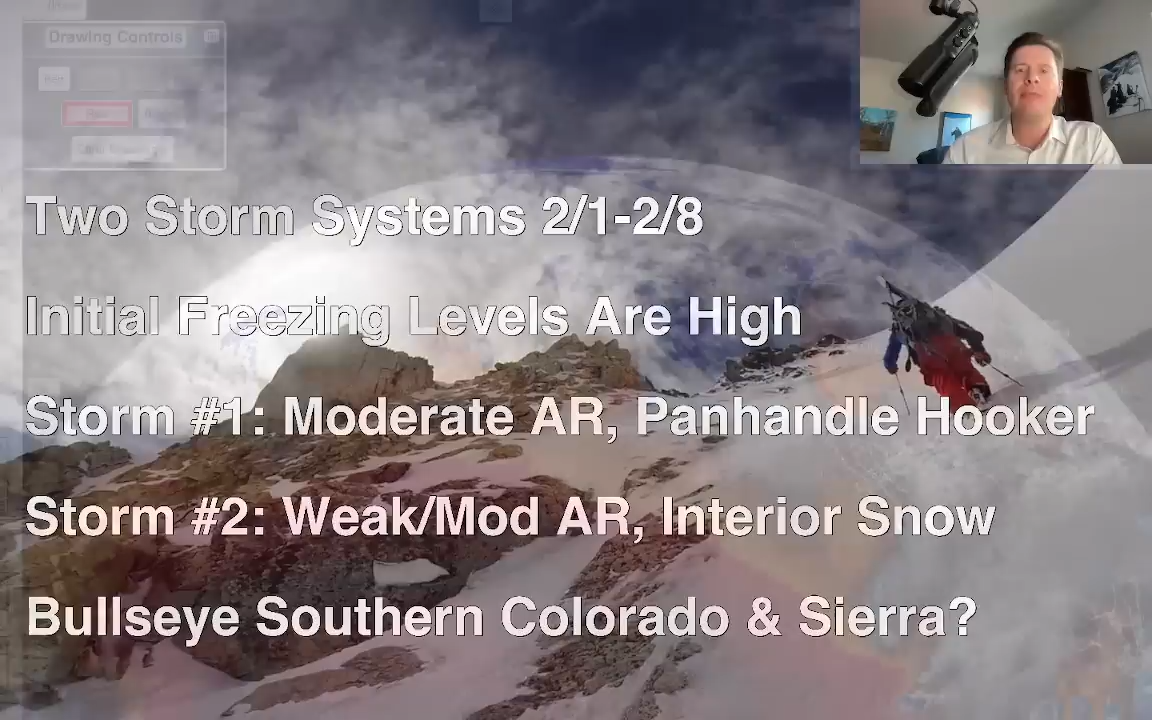 Drawing Controls
Two Storm Systems 2/1-2/8
Initial Freezing Levels Are High
Storm #1: Moderate AR, Panhandle Hooker
Storm #2: Weak/Mod AR, Interior Snow
Bullseye Southern Colorado & Sierra?